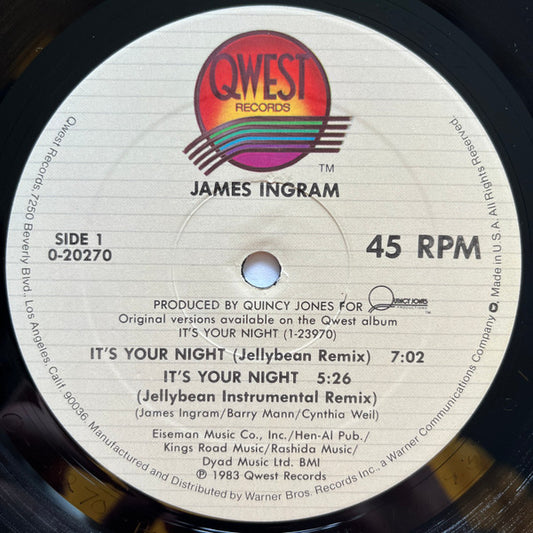 QWEST
RECORDS
TM
JAMES INGRAM
SIDE 1
0-20270
45 RPM
PRODUCED BY QUINCY JONES FOR QUINCY JONES PRODUCTIONS TM
Original versions available on the Qwest album
IT'S YOUR NIGHT (1-23970)
IT'S YOUR NIGHT (Jellybean Remix) 7:02
IT'S YOUR NIGHT 5:26
(Jellybean Instrumental Remix)
(James Ingram/Barry Mann/Cynthia Weil)
Eiseman Music Co., Inc./Hen-Al Pub./
Kings Road Music/Rashida Music/
Dyad Music Ltd. BMI
℗ 1983 Qwest Records
Qwest Records, 7250 Beverly Blvd., Los Angeles, Calif. 90036, Manufactured and Distributed by Warner Bros. Records Inc., a Warner Communications Company, Made in U.S.A. All Rights Reserved.